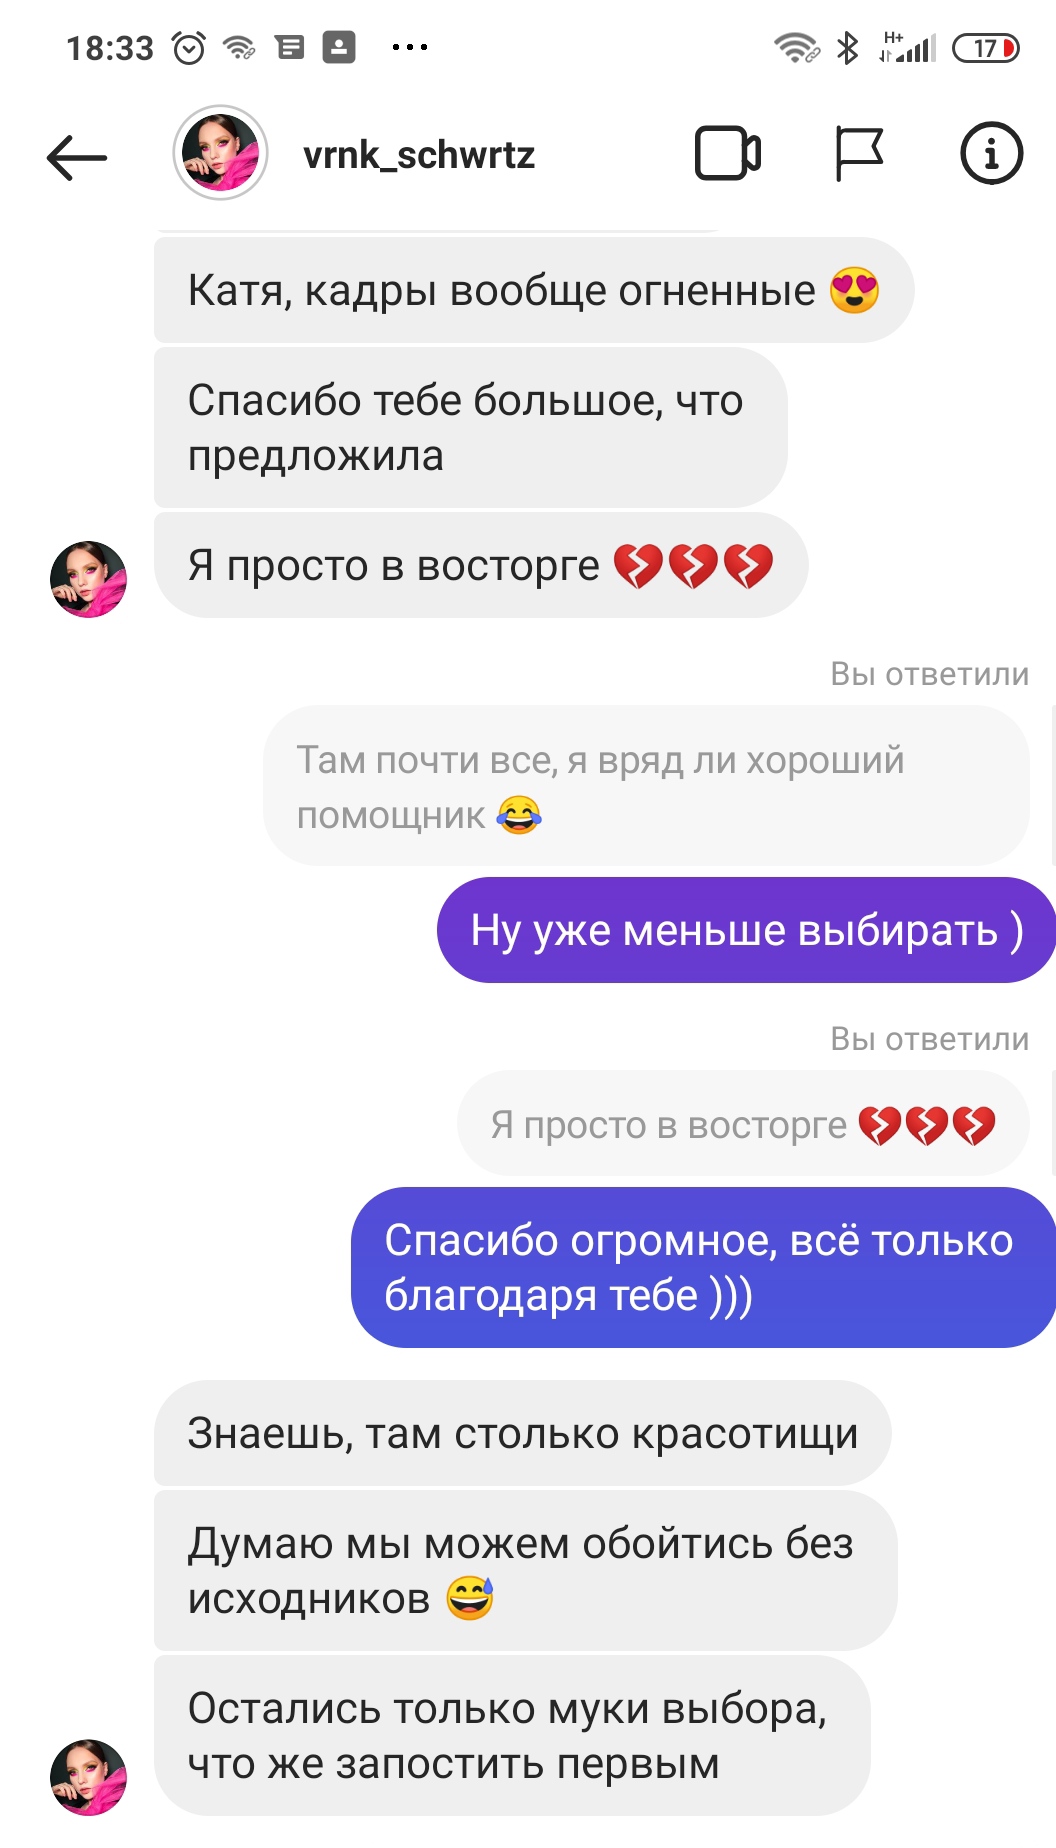 18:33 H+ 17
vrnk_schwrtz
Катя, кадры вообще огненные 😍
Спасибо тебе большое, что
предложила
Я просто в восторге 💔💔💔
Вы ответили
Там почти все, я вряд ли хороший
помощник 😂
Ну уже меньше выбирать )
Вы ответили
Я просто в восторге 💔💔💔
Спасибо огромное, всё только
благодаря тебе )))
Знаешь, там столько красотищи
Думаю мы можем обойтись без
исходников 😅
Остались только муки выбора,
что же запостить первым